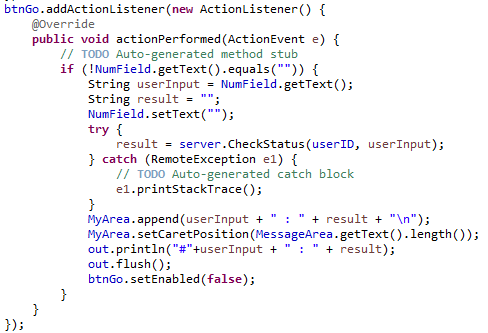 btnGo.addActionListener(new ActionListener() {
@Override
public void actionPerformed(ActionEvent e) {
// TODO Auto-generated method stub
if (!NumField.getText().equals("")) {
String userInput = NumField.getText();
String result = "";
NumField.setText("");
try {
result = server.CheckStatus(userID, userInput);
} catch (RemoteException e1) {
// TODO Auto-generated catch block
e1.printStackTrace();
}
MyArea.append(userInput + " : " + result + "\n");
MyArea.setCaretPosition(MessageArea.getText().length());
out.println("#"+userInput + " : " + result);
out.flush();
btnGo.setEnabled(false);
}
}
});